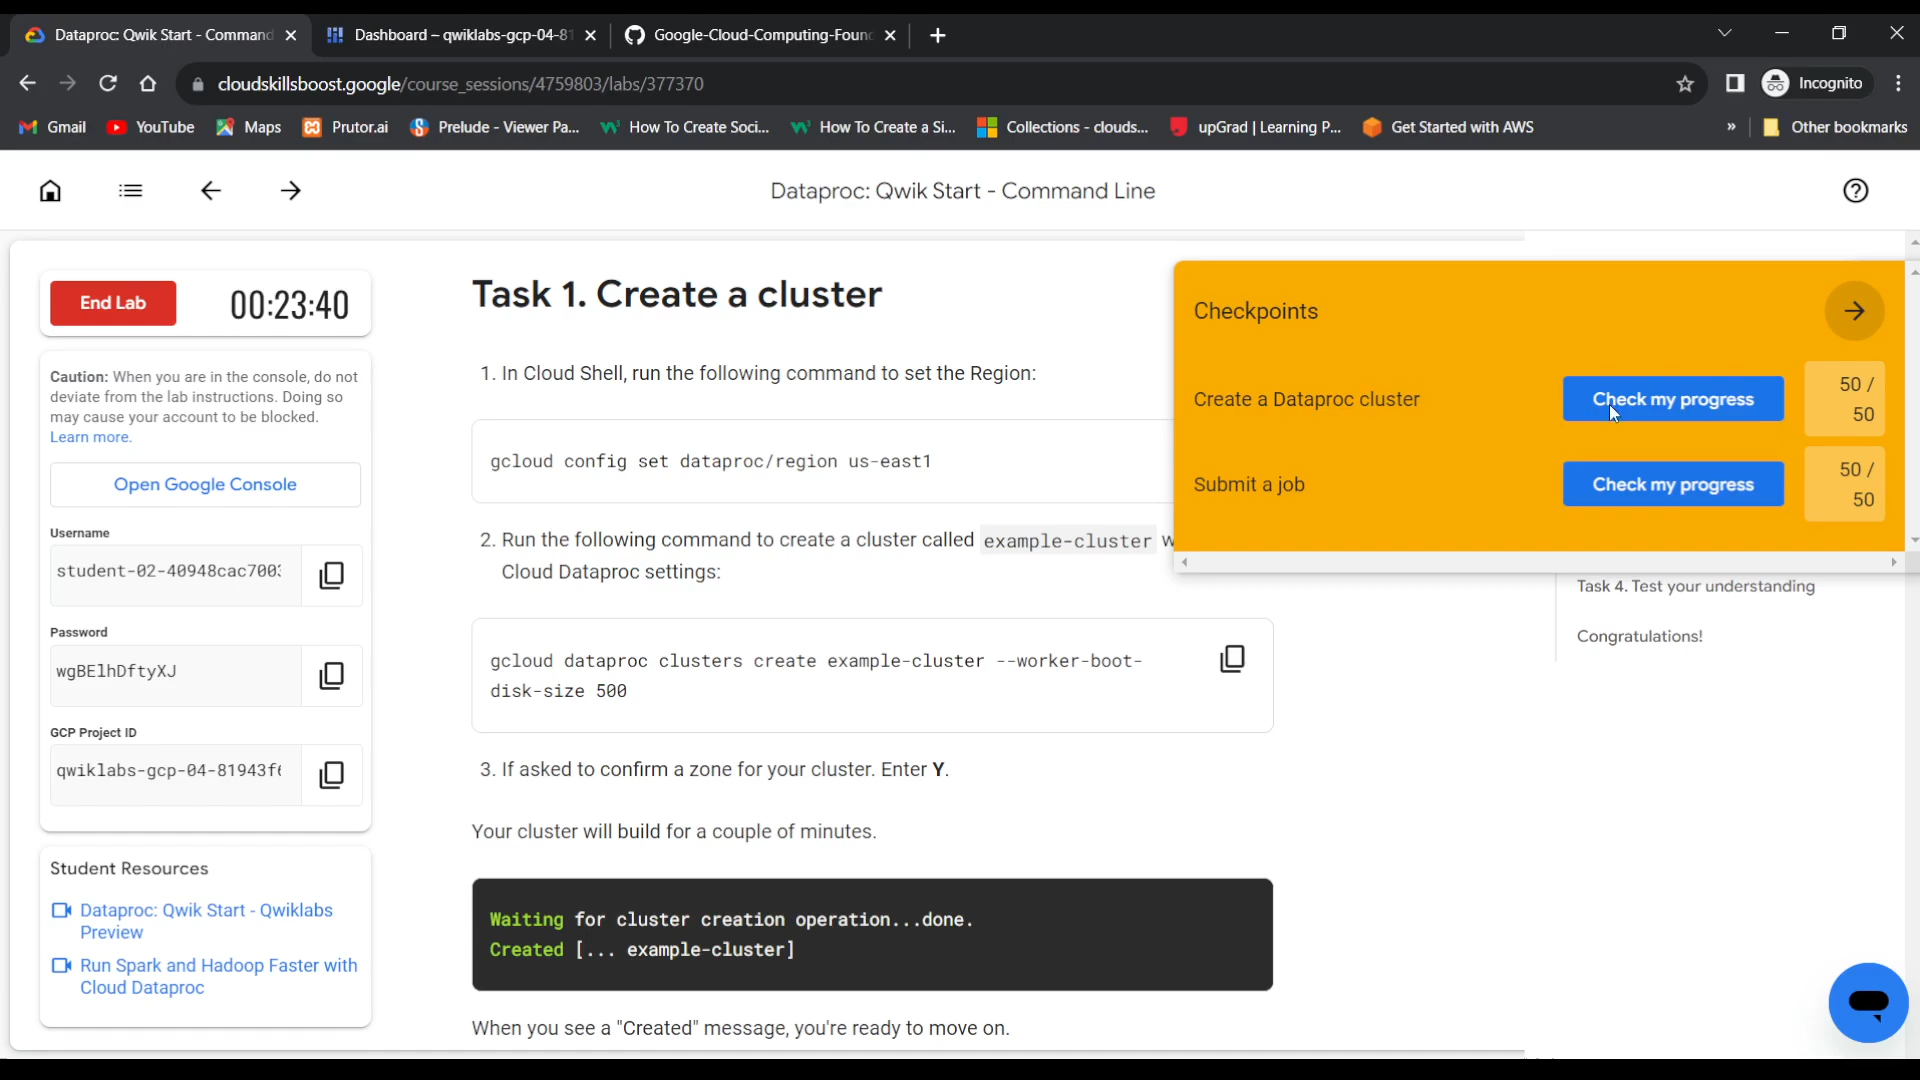 Dataproc: Qwik Start - Command
Dashboard – qwiklabs-gcp-04-81
Google-Cloud-Computing-Foun
cloudskillsboost.google/course_sessions/4759803/labs/377370
Incognito
Gmail
YouTube
Maps
Prutor.ai
Prelude - Viewer Pa...
How To Create Soci...
How To Create a Si...
Collections - clouds...
upGrad | Learning P...
Get Started with AWS
»
Other bookmarks
Dataproc: Qwik Start - Command Line
End Lab
00:23:40
Caution: When you are in the console, do not
deviate from the lab instructions. Doing so
may cause your account to be blocked.
Learn more.
Open Google Console
Username
student-02-40948cac7003
Password
wgBElhDftyXJ
GCP Project ID
qwiklabs-gcp-04-81943f
Student Resources
Dataproc: Qwik Start - Qwiklabs
Preview
Run Spark and Hadoop Faster with
Cloud Dataproc
Task 1. Create a cluster
1. In Cloud Shell, run the following command to set the Region:
gcloud config set dataproc/region us-east1
2. Run the following command to create a cluster called example-cluster w
Cloud Dataproc settings:
gcloud dataproc clusters create example-cluster --worker-boot-
disk-size 500
3. If asked to confirm a zone for your cluster. Enter Y.
Your cluster will build for a couple of minutes.
Waiting for cluster creation operation...done.
Created [... example-cluster]
When you see a "Created" message, you're ready to move on.
Checkpoints
Create a Dataproc cluster
Check my progress
50 /
50
Submit a job
Check my progress
50 /
50
Task 4. Test your understanding
Congratulations!